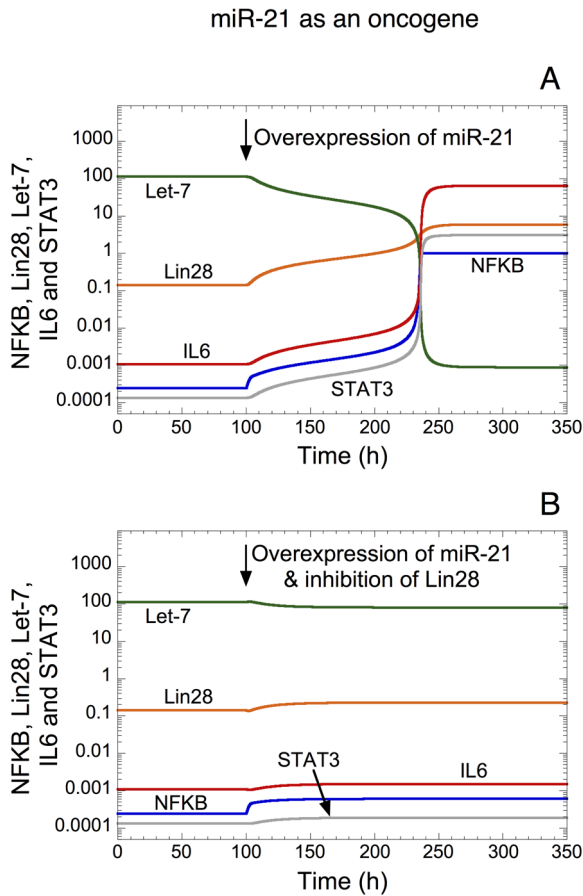 miR-21 as an oncogene
A
NFKB, Lin28, Let-7,
IL6 and STAT3
1000
100
10
1
0.1
0.01
0.001
0.0001
Overexpression of miR-21
Let-7
Lin28
NFKB
IL6
STAT3
0 50 100 150 200 250 300 350
Time (h)
B
NFKB, Lin28, Let-7,
IL6 and STAT3
1000
100
10
1
0.1
0.01
0.001
0.0001
Overexpression of miR-21
& inhibition of Lin28
Let-7
Lin28
STAT3
IL6
NFKB
0 50 100 150 200 250 300 350
Time (h)